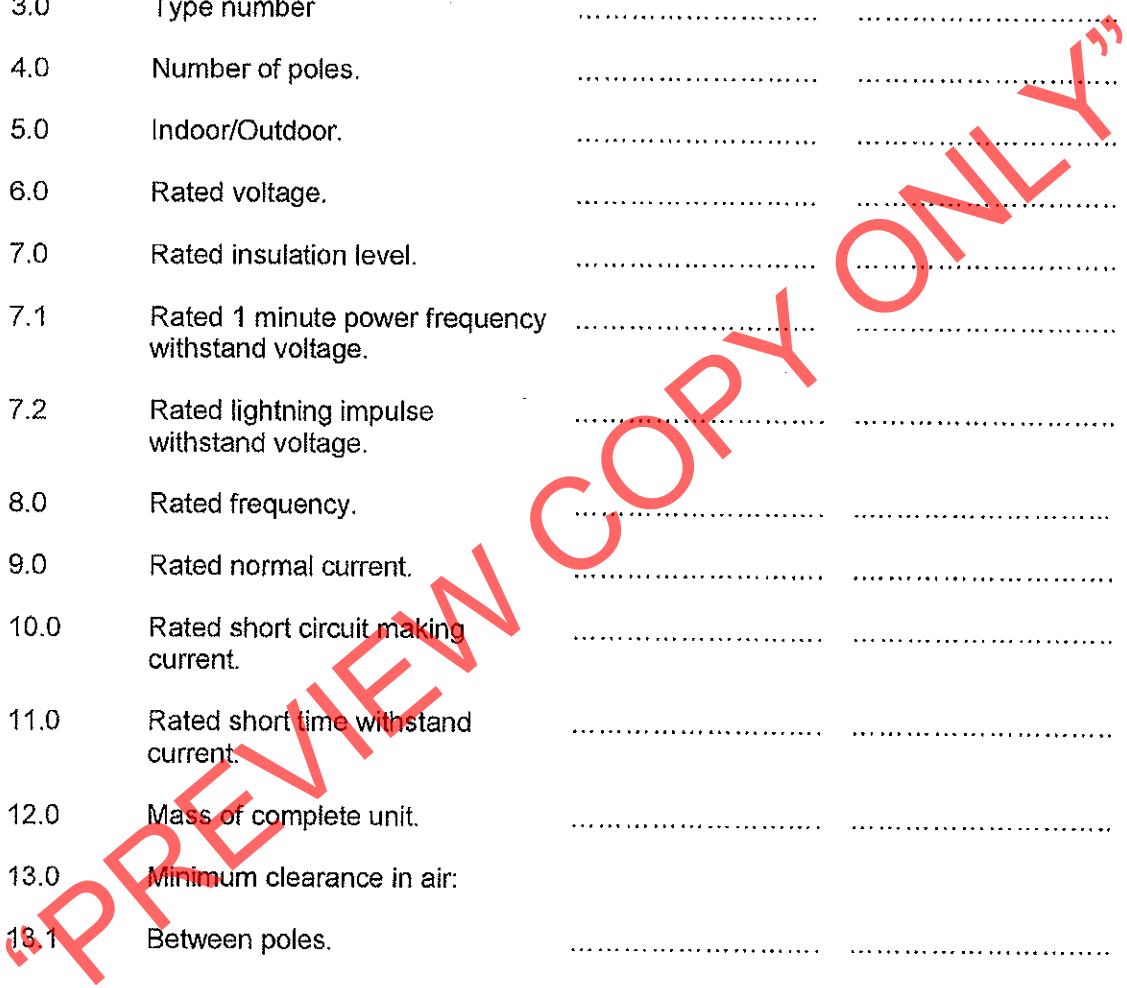 3.0 Type number ........................ ........................
4.0 Number of poles. ........................ ........................
5.0 Indoor/Outdoor. ........................ ........................
6.0 Rated voltage. ........................ ........................
7.0 Rated insulation level. ........................ ........................
7.1 Rated 1 minute power frequency ........................ ........................
withstand voltage.
7.2 Rated lightning impulse ........................ ........................
withstand voltage.
8.0 Rated frequency. ........................ ........................
9.0 Rated normal current. ........................ ........................
10.0 Rated short circuit making ........................ ........................
current.
11.0 Rated short time withstand ........................ ........................
current.
12.0 Mass of complete unit. ........................ ........................
13.0 Minimum clearance in air:
13.1 Between poles. ........................ ........................
"PREVIEW COPY ONLY"